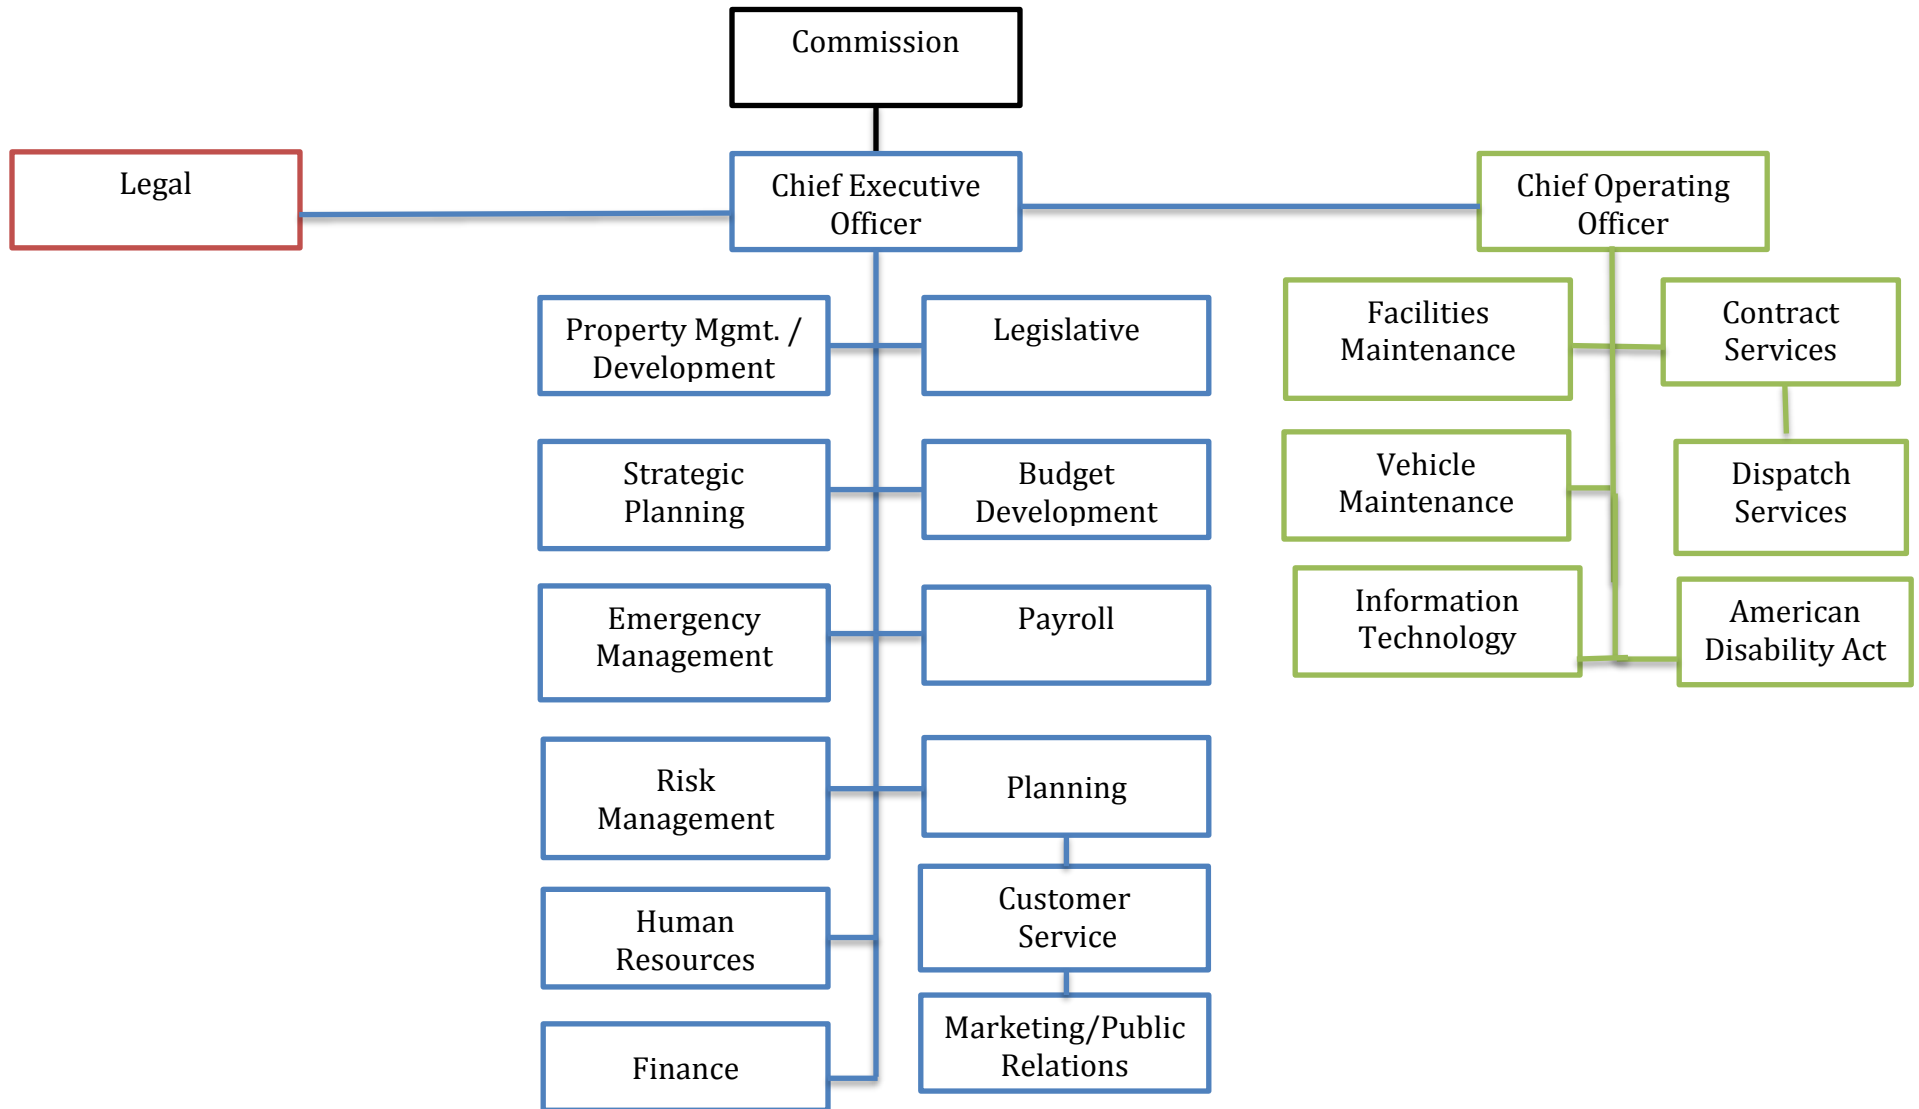 Commission
Legal
Chief Executive
Officer
Chief Operating
Officer
Property Mgmt. /
Development
Legislative
Facilities
Maintenance
Contract
Services
Strategic
Planning
Budget
Development
Vehicle
Maintenance
Dispatch
Services
Emergency
Management
Payroll
Information
Technology
American
Disability Act
Risk
Management
Planning
Human
Resources
Customer
Service
Finance
Marketing/Public
Relations